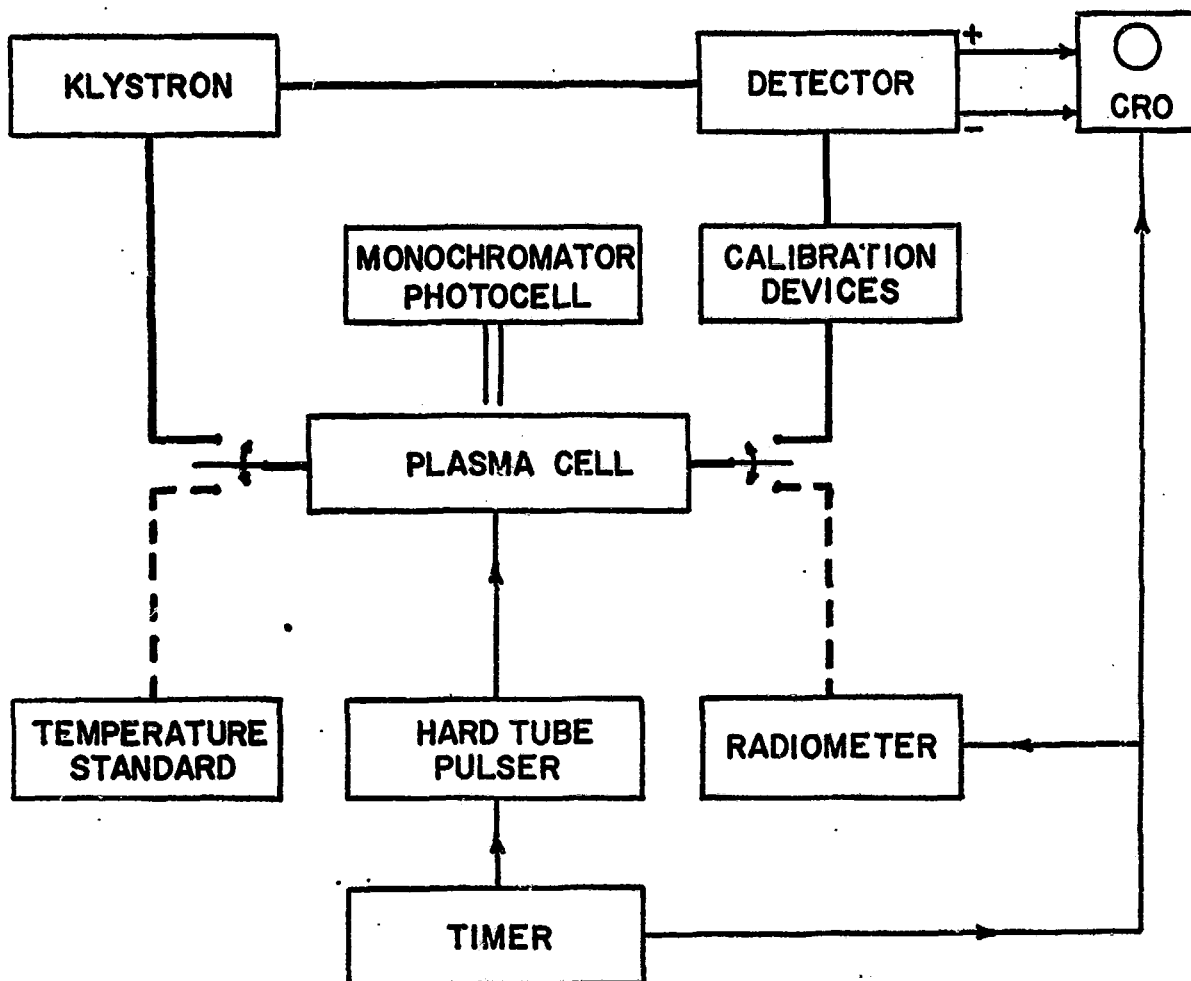 KLYSTRON
DETECTOR
+
-
CRO
MONOCHROMATOR
PHOTOCELL
CALIBRATION
DEVICES
PLASMA CELL
TEMPERATURE
STANDARD
HARD TUBE
PULSER
RADIOMETER
TIMER